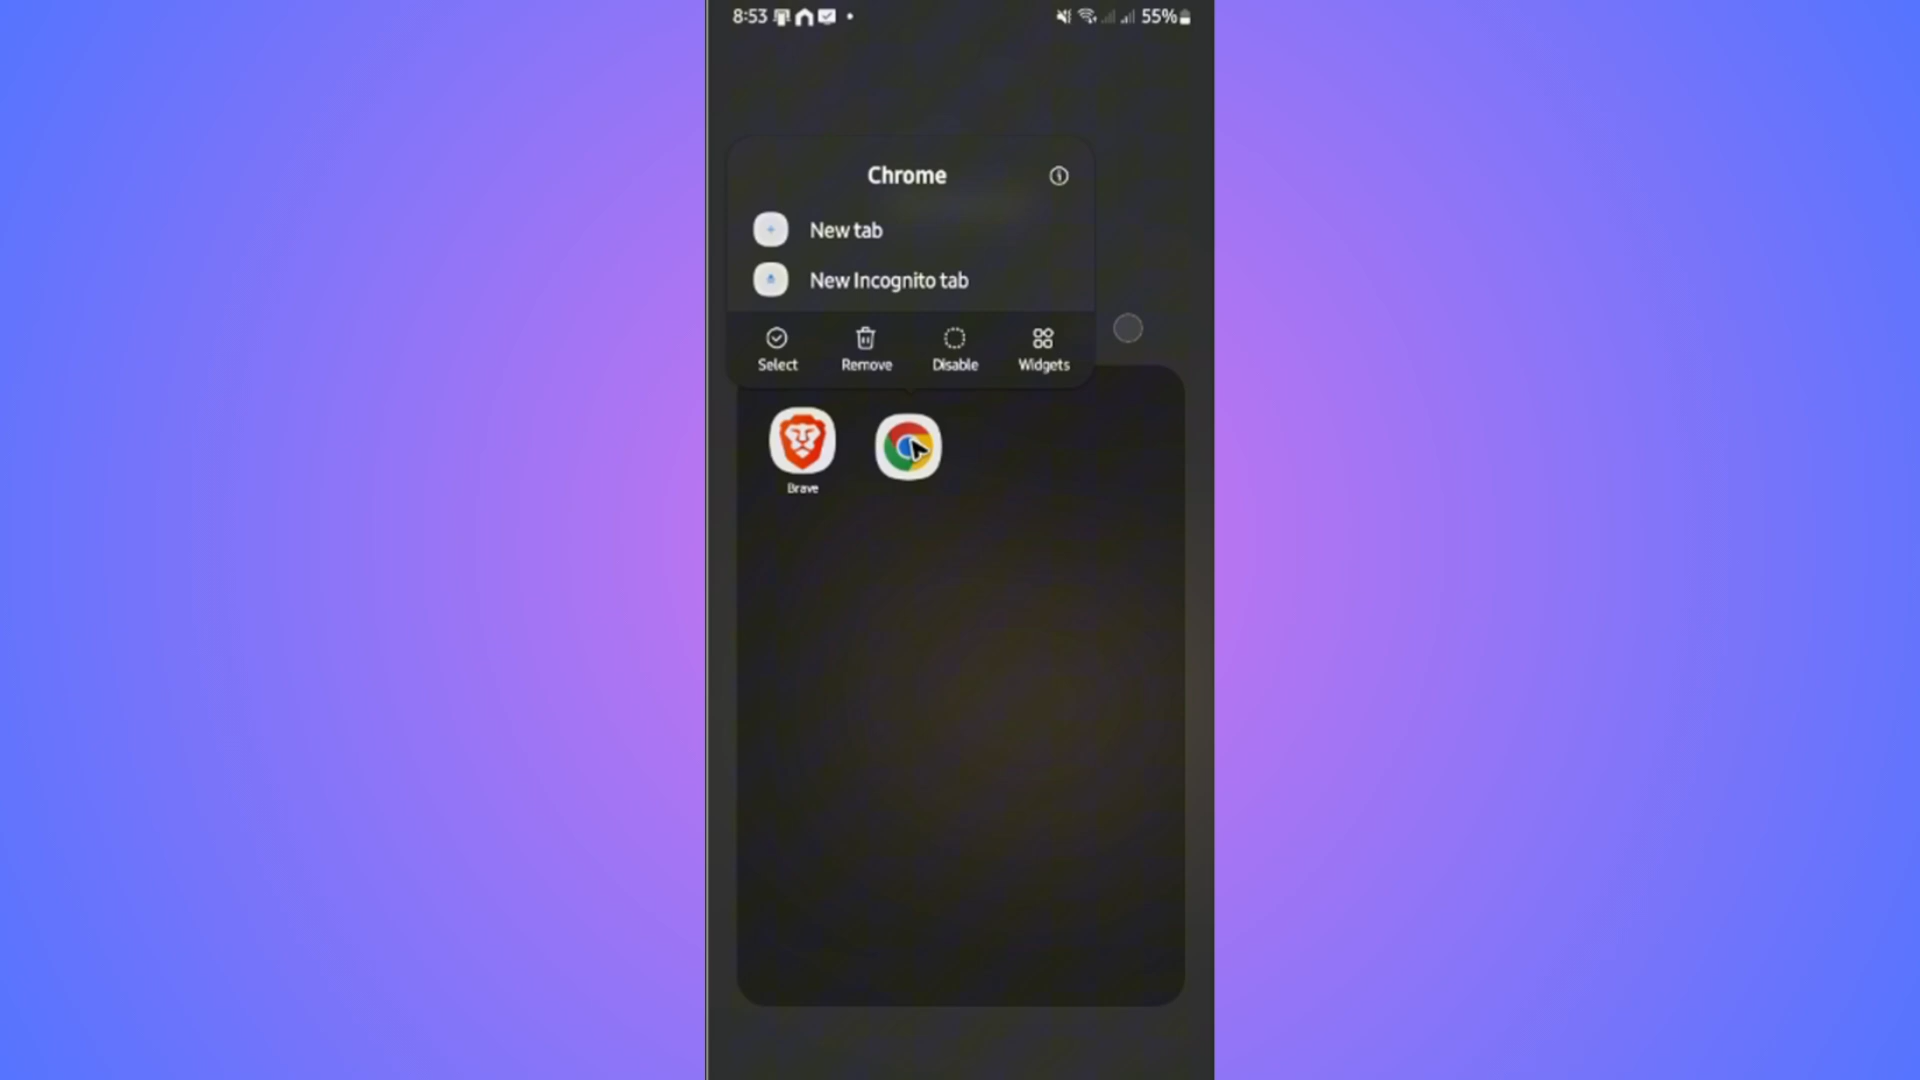 8:53 55%
Chrome
New tab
New Incognito tab
Select Remove Disable Widgets
Brave